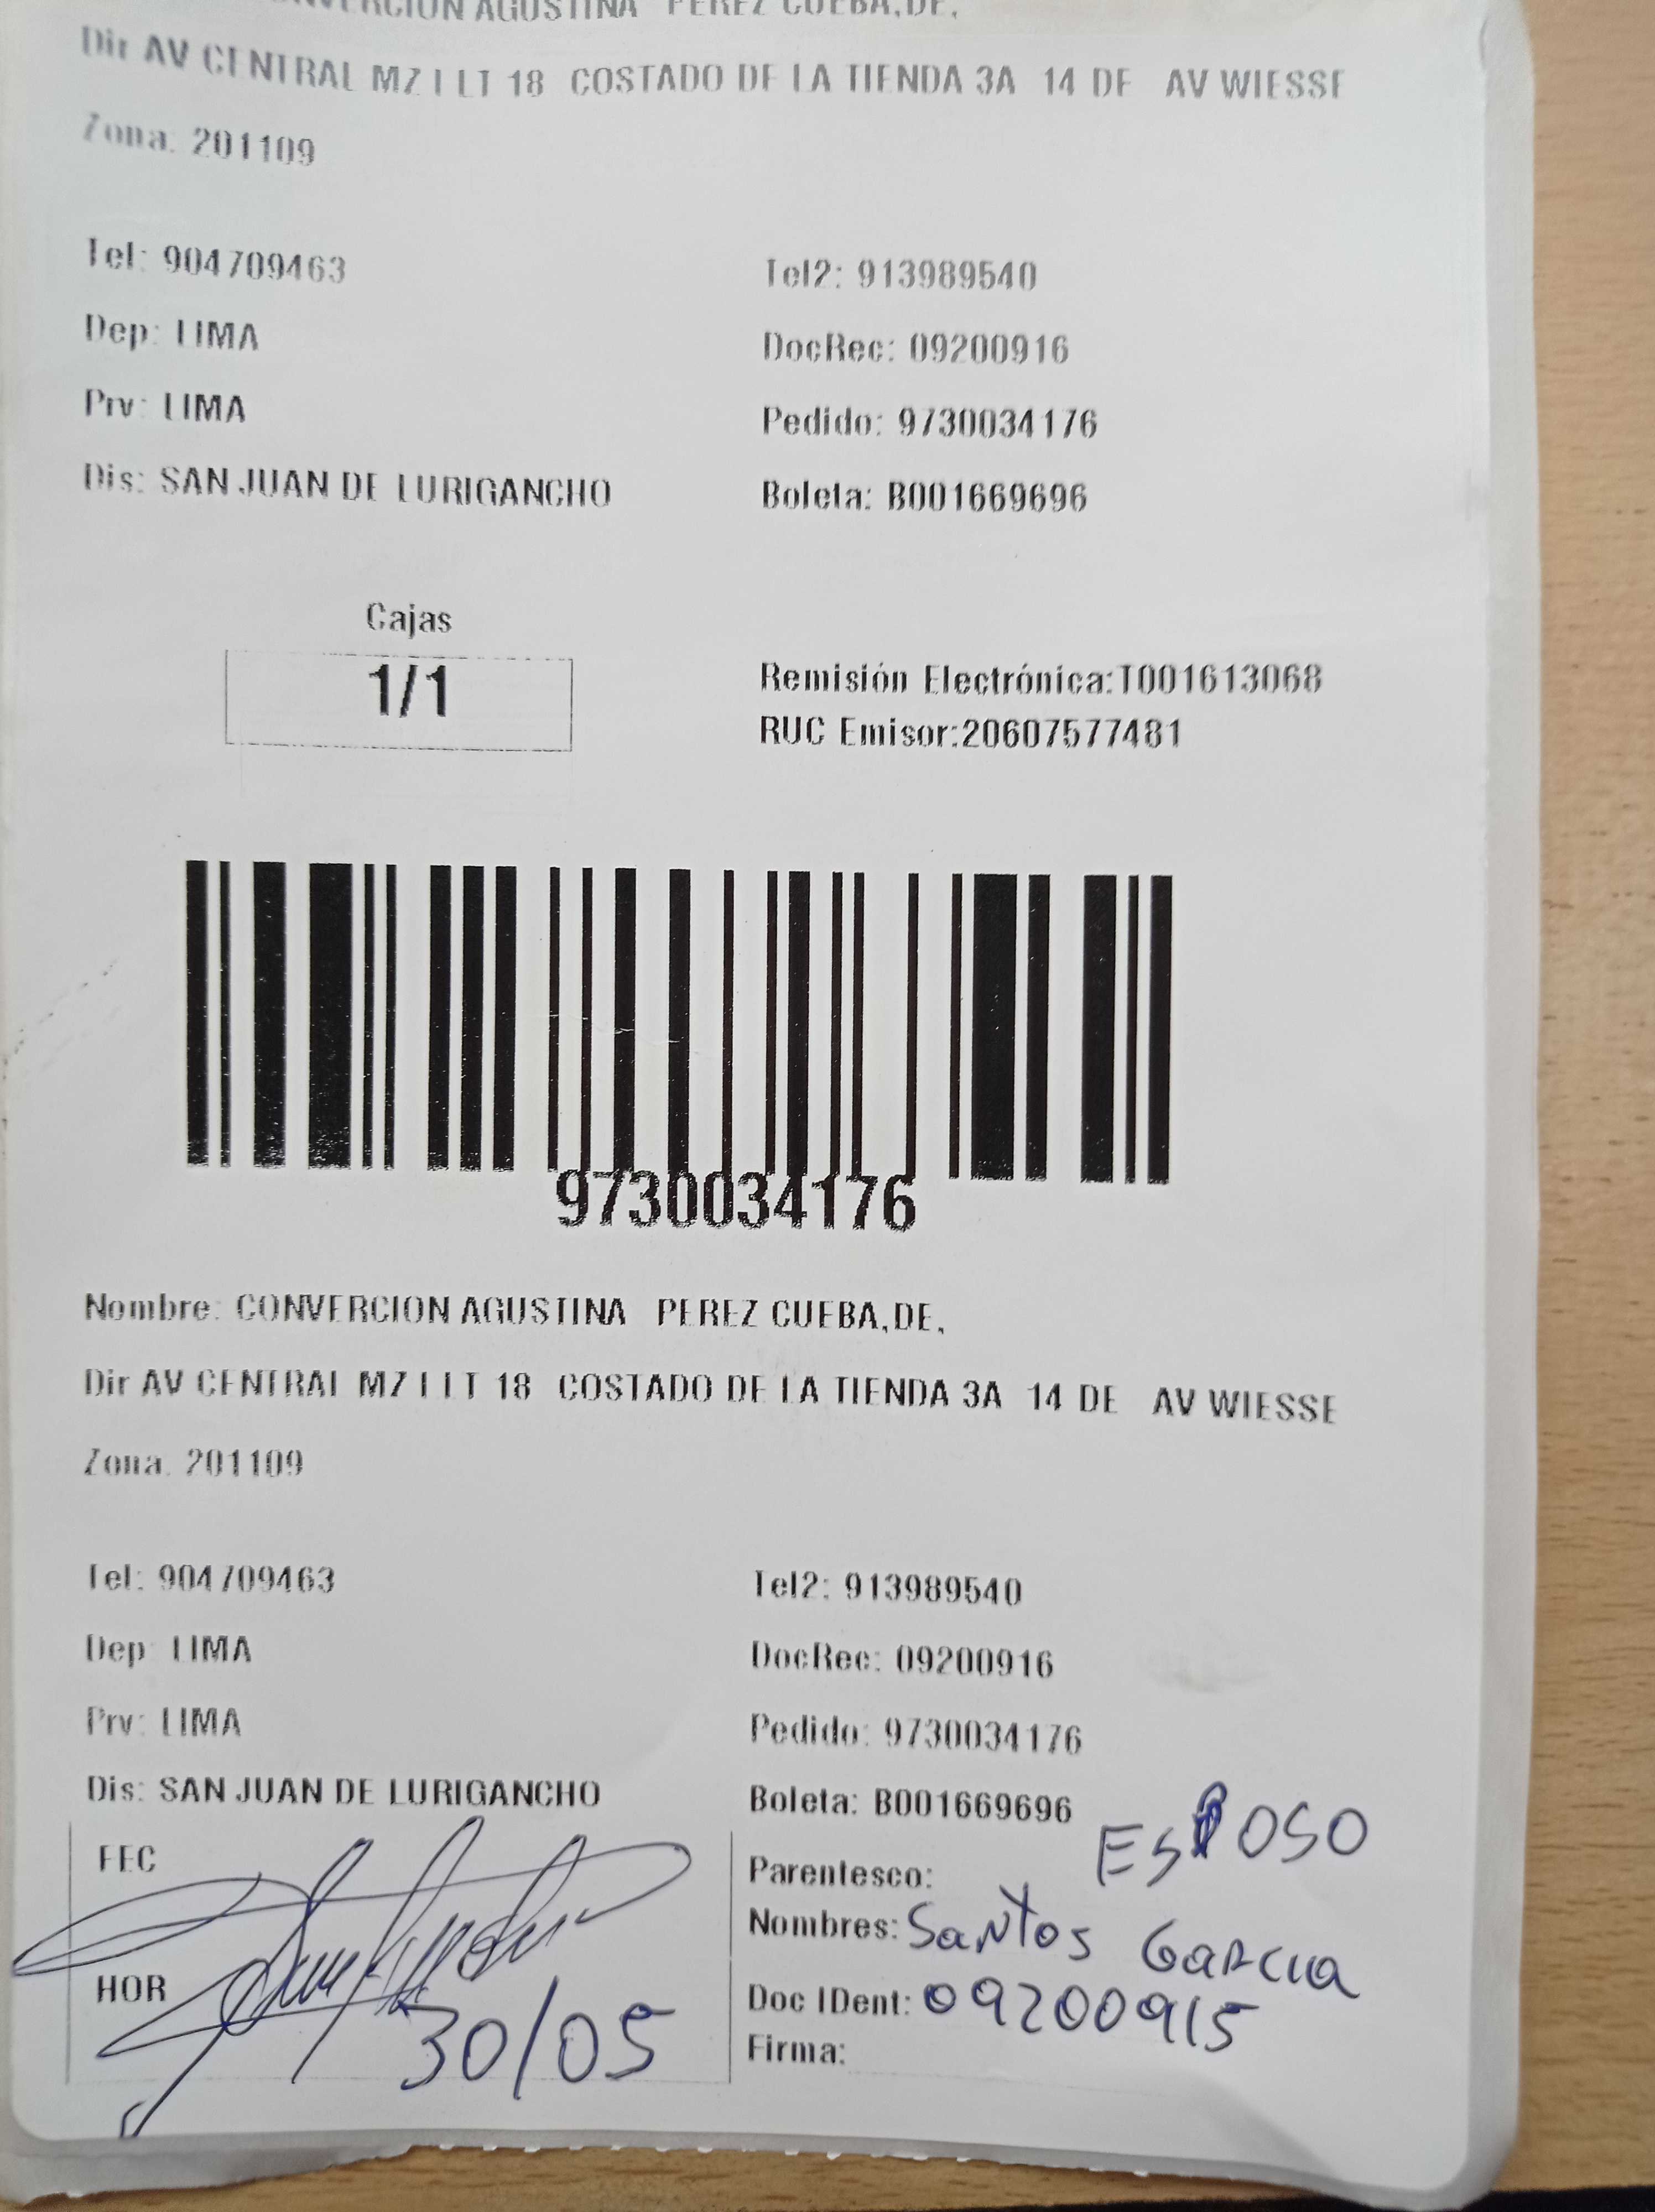 CONVERCION AGUSTINA PEREZ CUEBA,DE,
Dir AV CENTRAL MZ I LT 18 COSTADO DE LA TIENDA 3A 14 DE AV WIESSE
Zona: 201109
Tel: 904709463 Tel2: 913989540
Dep: LIMA DocRec: 09200916
Prv: LIMA Pedido: 9730034176
Dis: SAN JUAN DE LURIGANCHO Boleta: B001669696
Cajas
1/1
Remisión Electrónica:T001613068
RUC Emisor:20607577481
9730034176
Nombre: CONVERCION AGUSTINA PEREZ CUEBA,DE,
Dir AV CENTRAL MZ I LT 18 COSTADO DE LA TIENDA 3A 14 DE AV WIESSE
Zona: 201109
Tel: 904709463 Tel2: 913989540
Dep: LIMA DocRec: 09200916
Prv: LIMA Pedido: 9730034176
Dis: SAN JUAN DE LURIGANCHO Boleta: B001669696
FEC
HOR
30/05
Parentesco: ESPOSO
Nombres: Santos Garcia
Doc IDent: 09200915
Firma: